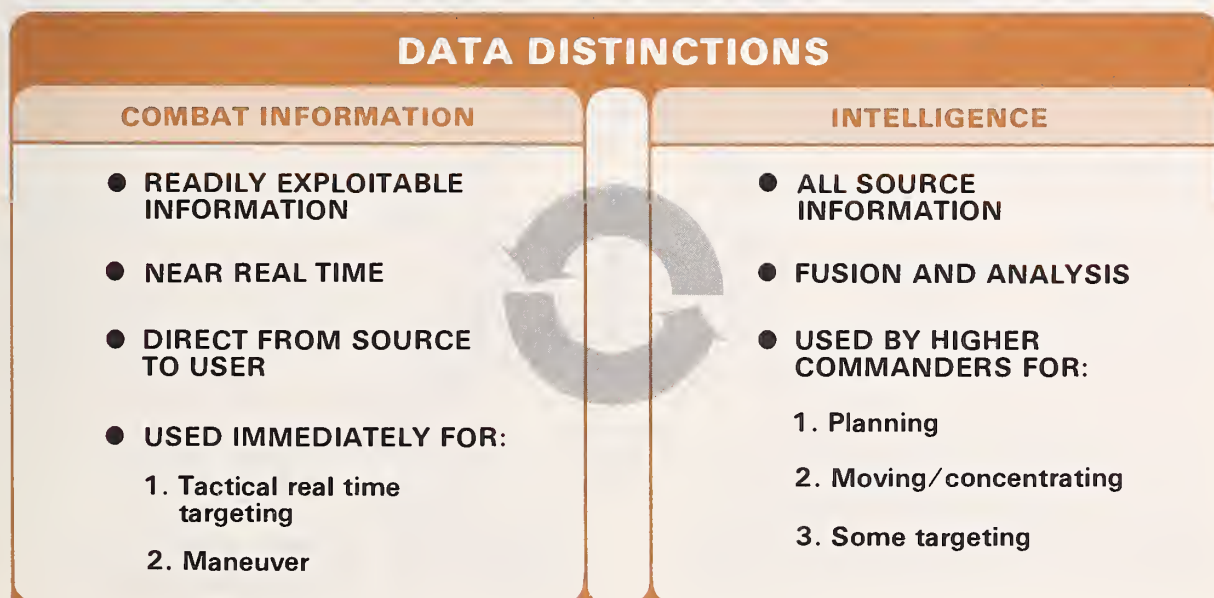 DATA DISTINCTIONS
COMBAT INFORMATION
● READILY EXPLOITABLE
INFORMATION
● NEAR REAL TIME
● DIRECT FROM SOURCE
TO USER
● USED IMMEDIATELY FOR:
1. Tactical real time
targeting
2. Maneuver
INTELLIGENCE
● ALL SOURCE
INFORMATION
● FUSION AND ANALYSIS
● USED BY HIGHER
COMMANDERS FOR:
1. Planning
2. Moving/concentrating
3. Some targeting